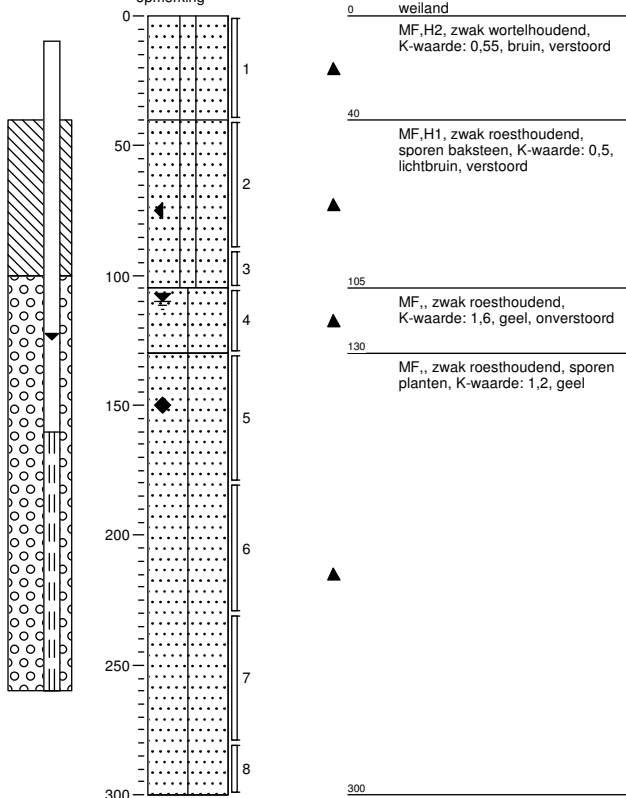 opmerking
0
50
100
150
200
250
300
1
2
3
4
5
6
7
8
0
weiland
MF,H2, zwak wortelhoudend,
K-waarde: 0,55, bruin, verstoord
40
MF,H1, zwak roesthoudend,
sporen baksteen, K-waarde: 0,5,
lichtbruin, verstoord
105
MF,, zwak roesthoudend,
K-waarde: 1,6, geel, onverstoord
130
MF,, zwak roesthoudend, sporen
planten, K-waarde: 1,2, geel
300